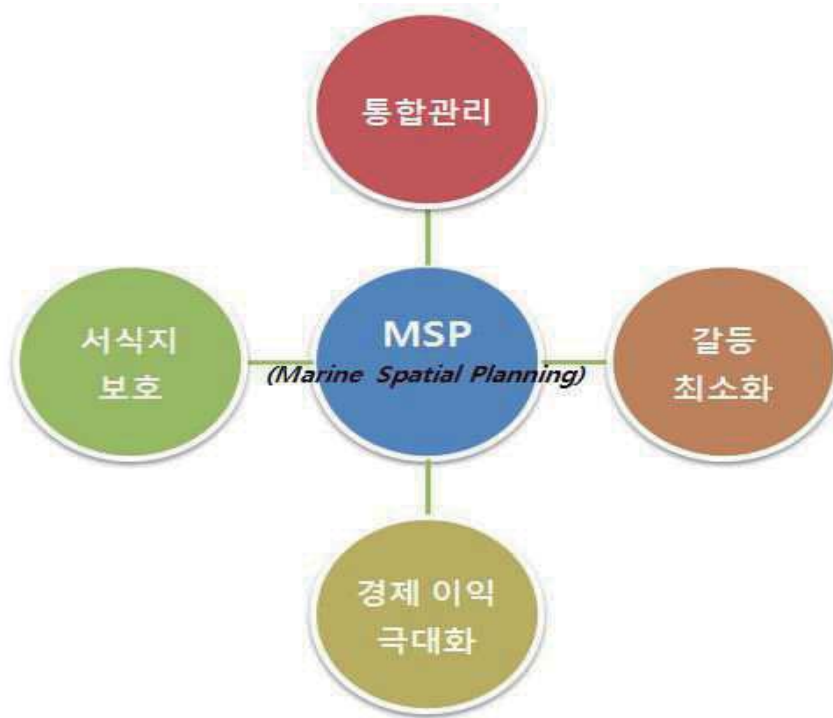 통합관리
서식지
보호
MSP
(Marine Spatial Planning)
갈등
최소화
경제 이익
극대화